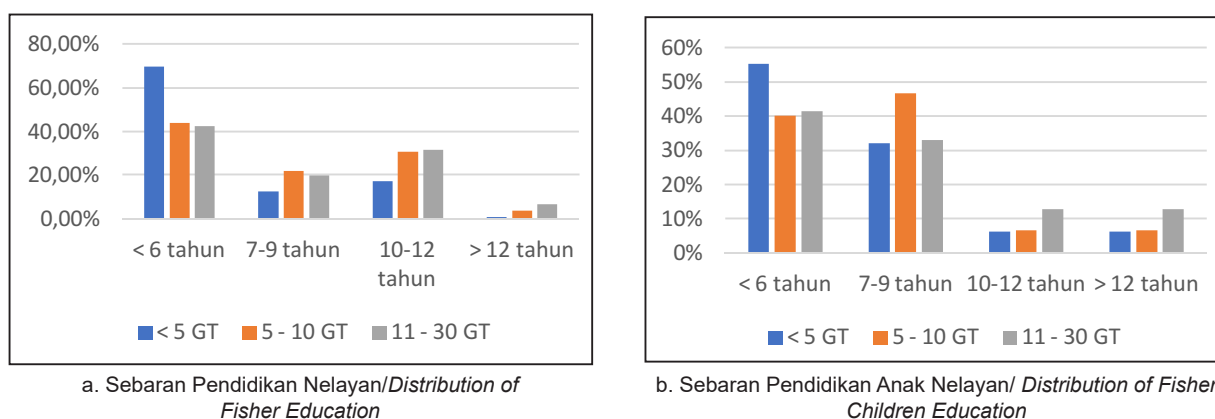 80,00%
60,00%
40,00%
20,00%
0,00%
< 6 tahun
7-9 tahun
10-12
tahun
> 12 tahun
< 5 GT
5 - 10 GT
11 - 30 GT
a. Sebaran Pendidikan Nelayan/Distribution of
Fisher Education
60%
50%
40%
30%
20%
10%
0%
< 6 tahun
7-9 tahun
10-12 tahun
> 12 tahun
< 5 GT
5 - 10 GT
11 - 30 GT
b. Sebaran Pendidikan Anak Nelayan/ Distribution of Fisher
Children Education